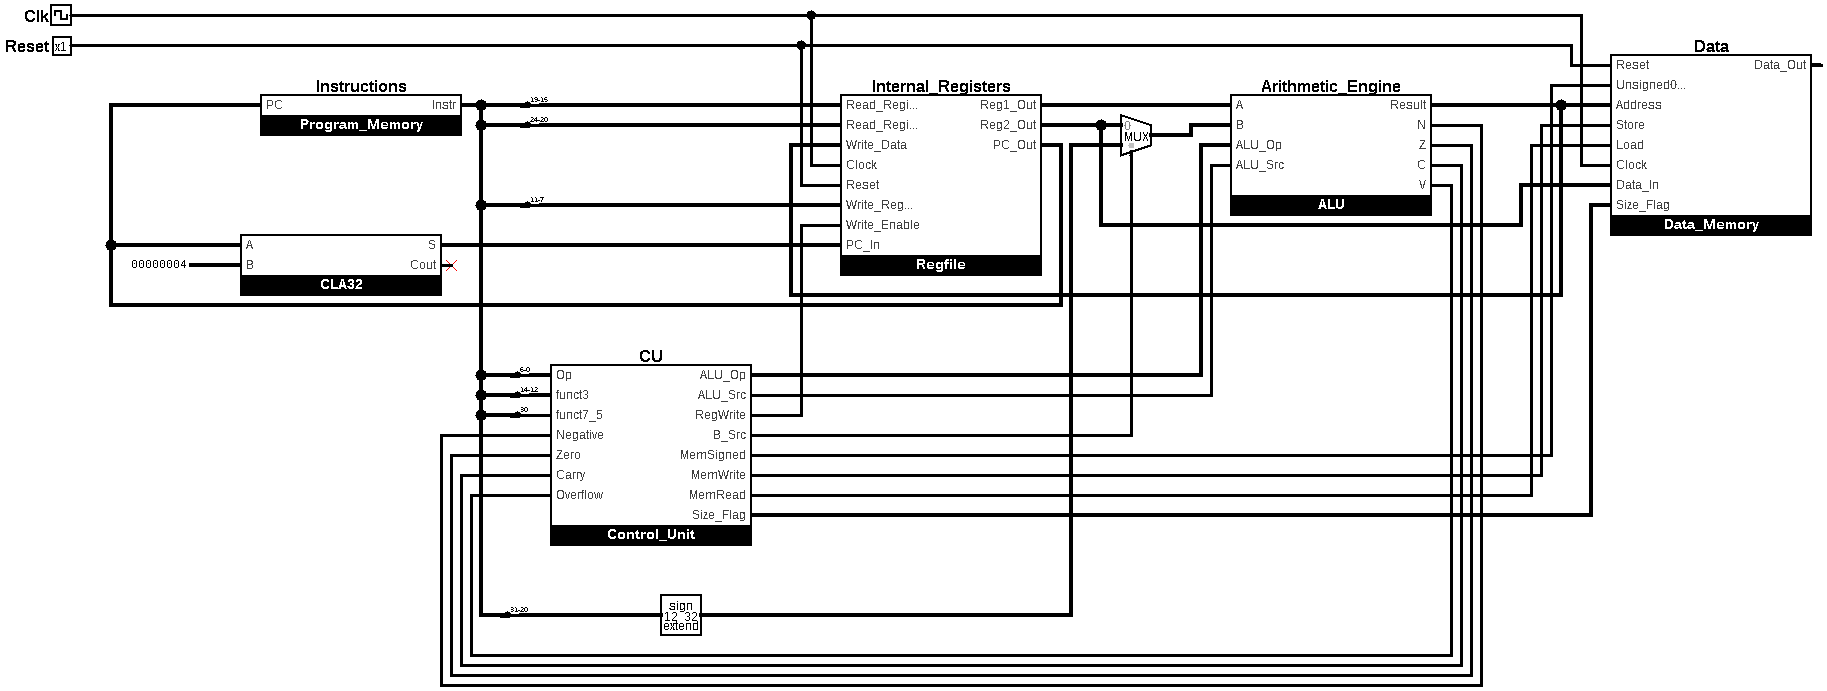 Clk
Reset
x1
Instructions
PC
Instr
Program_Memory
19-15
24-20
11-7
Internal_Registers
Read_Regi...
Reg1_Out
Read_Regi...
Reg2_Out
Write_Data
PC_Out
Clock
Reset
Write_Reg...
Write_Enable
PC_In
Regfile
0
MUX
Arithmetic_Engine
A
Result
B
N
ALU_Op
Z
ALU_Src
C
V
ALU
Data
Reset
Data_Out
Unsigned0...
Address
Store
Load
Clock
Data_In
Size_Flag
Data_Memory
A
S
00000004
B
Cout
CLA32
CU
6-0
Op
ALU_Op
14-12
funct3
ALU_Src
30
funct7_5
RegWrite
Negative
B_Src
Zero
MemSigned
Carry
MemWrite
Overflow
MemRead
Size_Flag
Control_Unit
31-20
sign
12 32
extend